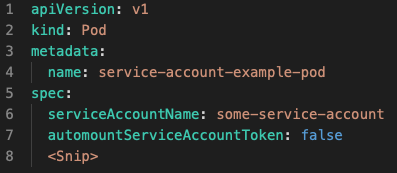 1 apiVersion: v1
2 kind: Pod
3 metadata:
4   name: service-account-example-pod
5 spec:
6   serviceAccountName: some-service-account
7   automountServiceAccountToken: false
8   <Snip>